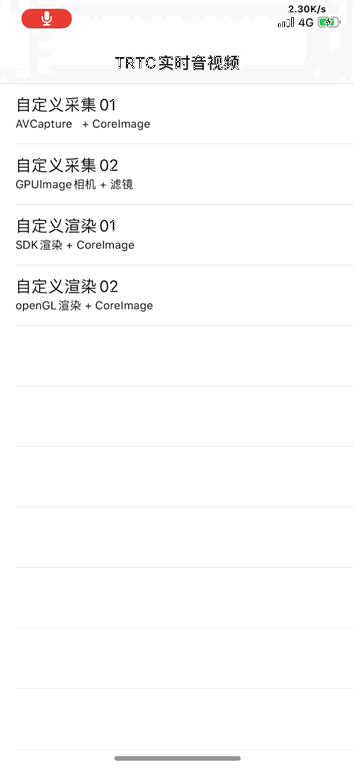 2.30K/s
4G
TRTC实时音视频
自定义采集01
AVCapture + CoreImage
自定义采集02
GPUImage相机 + 滤镜
自定义渲染01
SDK渲染 + CoreImage
自定义渲染02
openGL渲染 + CoreImage